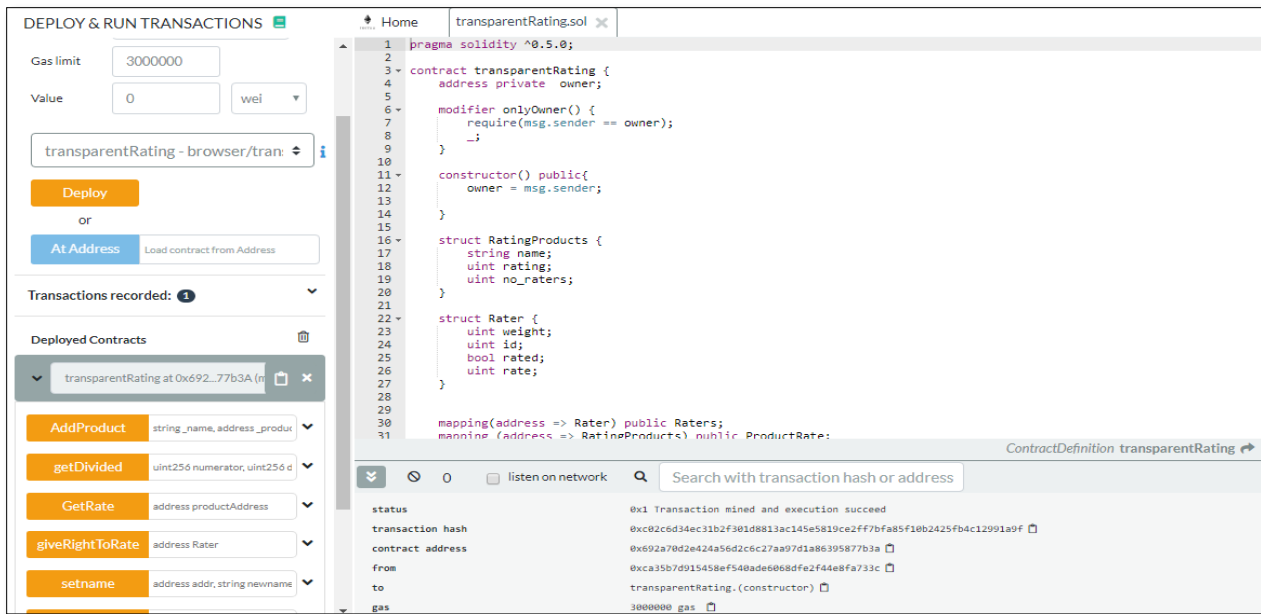 DEPLOY & RUN TRANSACTIONS
Gas limit
3000000
Value
0
wei
transparentRating - browser/tran
i
Deploy
or
At Address
Load contract from Address
Transactions recorded: 1
Deployed Contracts
transparentRating at 0x692...77b3A (m
AddProduct
string _name, address _produc
getDivided
uint256 numerator, uint256 d
GetRate
address productAddress
giveRightToRate
address Rater
setname
address addr, string newname
Home
transparentRating.sol
1 pragma solidity ^0.5.0;
2
3 contract transparentRating {
4 address private  owner;
5
6 modifier onlyOwner() {
7 require(msg.sender == owner);
8 _;
9 }
10
11 constructor() public{
12 owner = msg.sender;
13
14 }
15
16 struct RatingProducts {
17 string name;
18 uint rating;
19 uint no_raters;
20 }
21
22 struct Rater {
23 uint weight;
24 uint id;
25 bool rated;
26 uint rate;
27 }
28
29
30 mapping(address => Rater) public Raters;
31 mapping (address => RatingProducts) public ProductRate;
ContractDefinition transparentRating
0
listen on network
Search with transaction hash or address
status 0x1 Transaction mined and execution succeed
transaction hash 0xc02c6d34ec31b2f301d8813ac145e5819ce2ff7bfa85f10b2425fb4c12991a9f
contract address 0x692a70d2e424a56d2c6c27aa97d1a86395877b3a
from 0xca35b7d915458ef540ade6068dfe2f44e8fa733c
to transparentRating.(constructor)
gas 3000000 gas